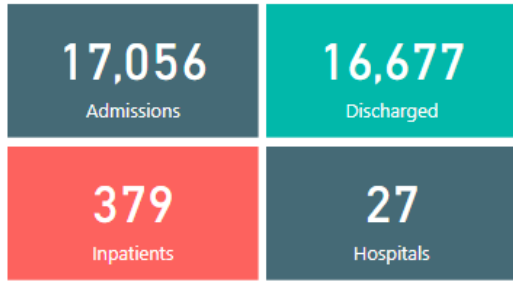 17,056
Admissions
16,677
Discharged
379
Inpatients
27
Hospitals